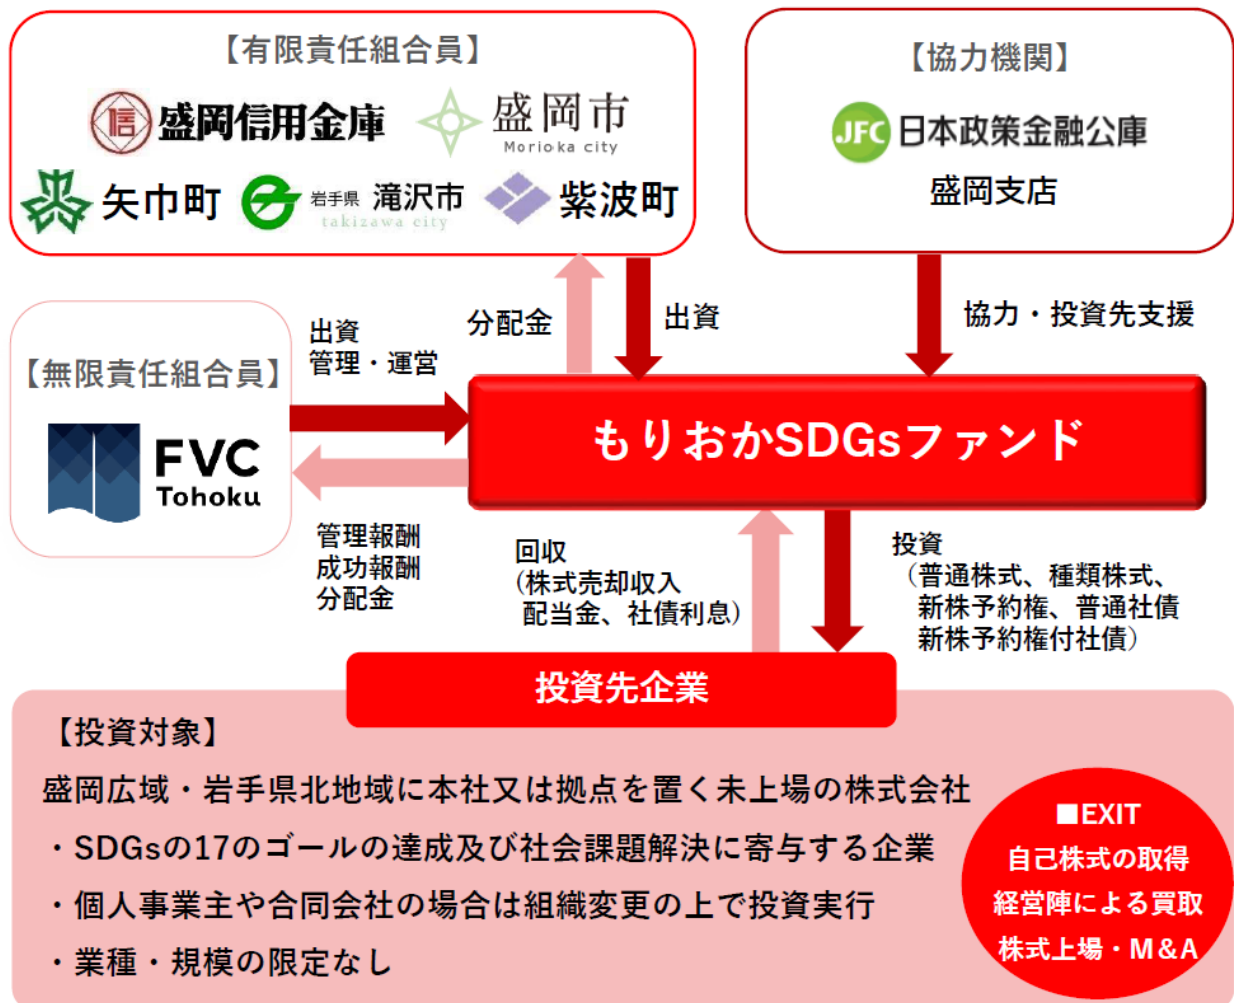 【有限責任組合員】
信 盛岡信用金庫
盛岡市
Morioka city
矢巾町
岩手県 滝沢市
takizawa city
紫波町
【協力機関】
JFC 日本政策金融公庫
盛岡支店
分配金
出資
協力・投資先支援
出資
管理・運営
【無限責任組合員】
FVC
Tohoku
もりおかSDGsファンド
管理報酬
成功報酬
分配金
回収
(株式売却収入
配当金、社債利息)
投資
（普通株式、種類株式、
新株予約権、普通社債
新株予約権付社債）
投資先企業
【投資対象】
盛岡広域・岩手県北地域に本社又は拠点を置く未上場の株式会社
・SDGsの17のゴールの達成及び社会課題解決に寄与する企業
・個人事業主や合同会社の場合は組織変更の上で投資実行
・業種・規模の限定なし
■EXIT
自己株式の取得
経営陣による買取
株式上場・M&A